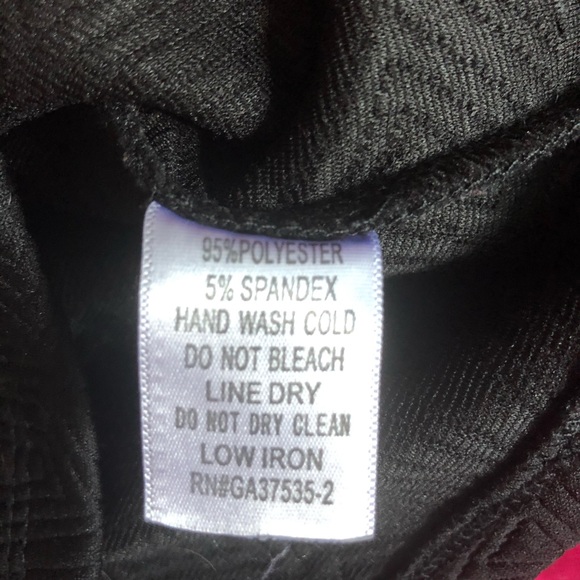 95%POLYESTER
5% SPANDEX
HAND WASH COLD
DO NOT BLEACH
LINE DRY
DO NOT DRY CLEAN
LOW IRON
RN#GA37535-2